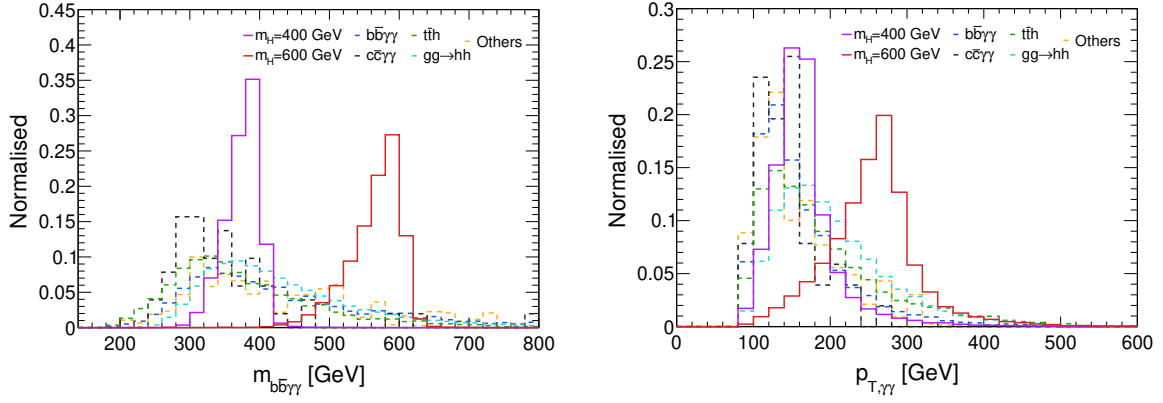 0.45
0.4
0.35
0.3
0.25
0.2
0.15
0.1
0.05
0
Normalised
m_H=400 GeV
m_H=600 GeV
bb̄γγ
cc̄γγ
tt̄h
gg→hh
Others
200 300 400 500 600 700 800
m_bb̄γγ [GeV]
0.3
0.25
0.2
0.15
0.1
0.05
0
Normalised
m_H=400 GeV
m_H=600 GeV
bb̄γγ
cc̄γγ
tt̄h
gg→hh
Others
0 100 200 300 400 500 600
p_T,γγ [GeV]